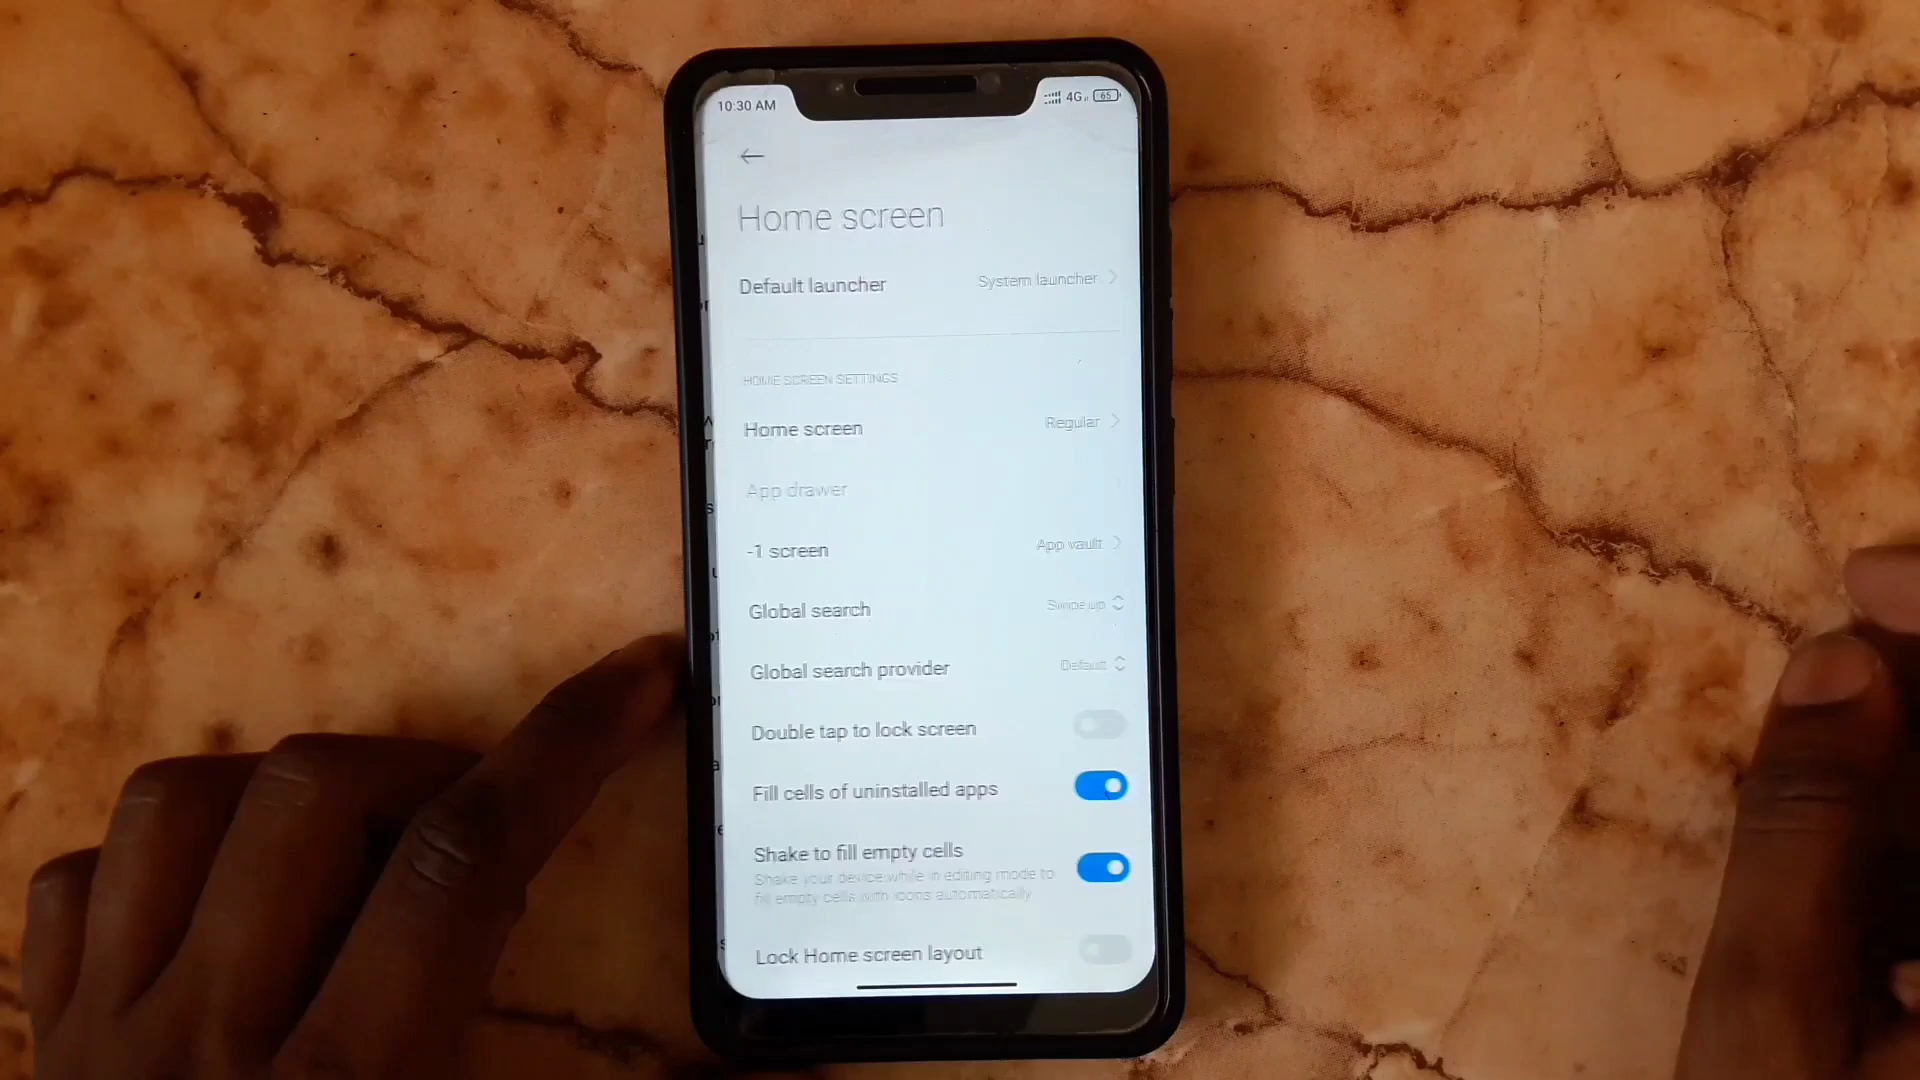 10:30 AM
4G
65
Home screen
Default launcher
System launcher
HOME SCREEN SETTINGS
Home screen
Regular
App drawer
-1 screen
App vault
Global search
Swipe up
Global search provider
Default
Double tap to lock screen
Fill cells of uninstalled apps
Shake to fill empty cells
Shake your device while in editing mode to
fill empty cells with icons automatically
Lock Home screen layout